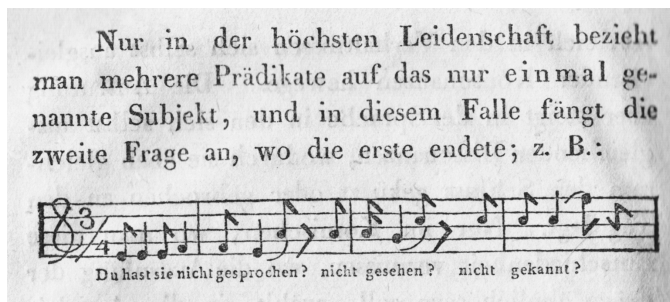 Nur in der höchsten Leidenschaft bezieht
man mehrere Prädikate auf das nur einmal ge-
nannte Subjekt, und in diesem Falle fängt die
zweite Frage an, wo die erste endete; z. B.:
3
4
Du hast sie nicht gesprochen? nicht gesehen? nicht gekannt?